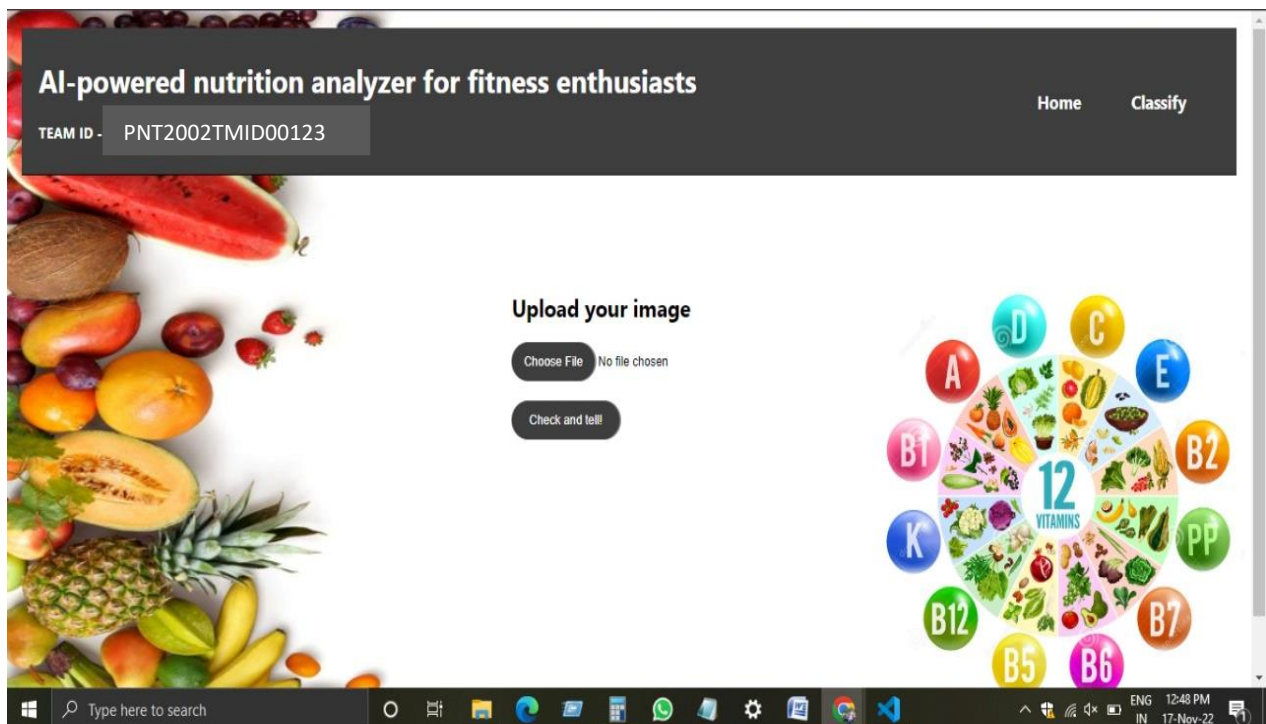 AI-powered nutrition analyzer for fitness enthusiasts
TEAM ID - PNT2002TMID00123
Home Classify
Upload your image
Choose File No file chosen
Check and tell!
D C
A E
B1 B2
12
VITAMINS
K PP
B12 B7
B5 B6
Type here to search
ENG 12:48 PM
IN 17-Nov-22